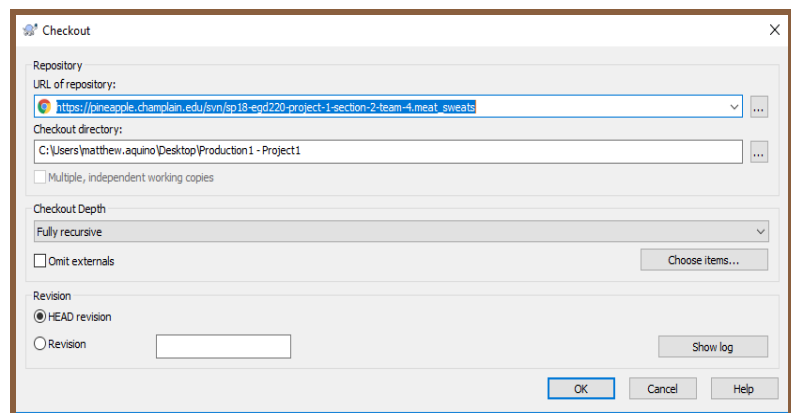 Checkout
Repository
URL of repository:
https://pineapple.champlain.edu/svn/sp18-egd220-project-1-section-2-team-4.meat_sweats
...
Checkout directory:
C:\Users\matthew.aquino\Desktop\Production1 - Project1
...
Multiple, independent working copies
Checkout Depth
Fully recursive
Omit externals
Choose items...
Revision
HEAD revision
Revision
Show log
OK Cancel Help